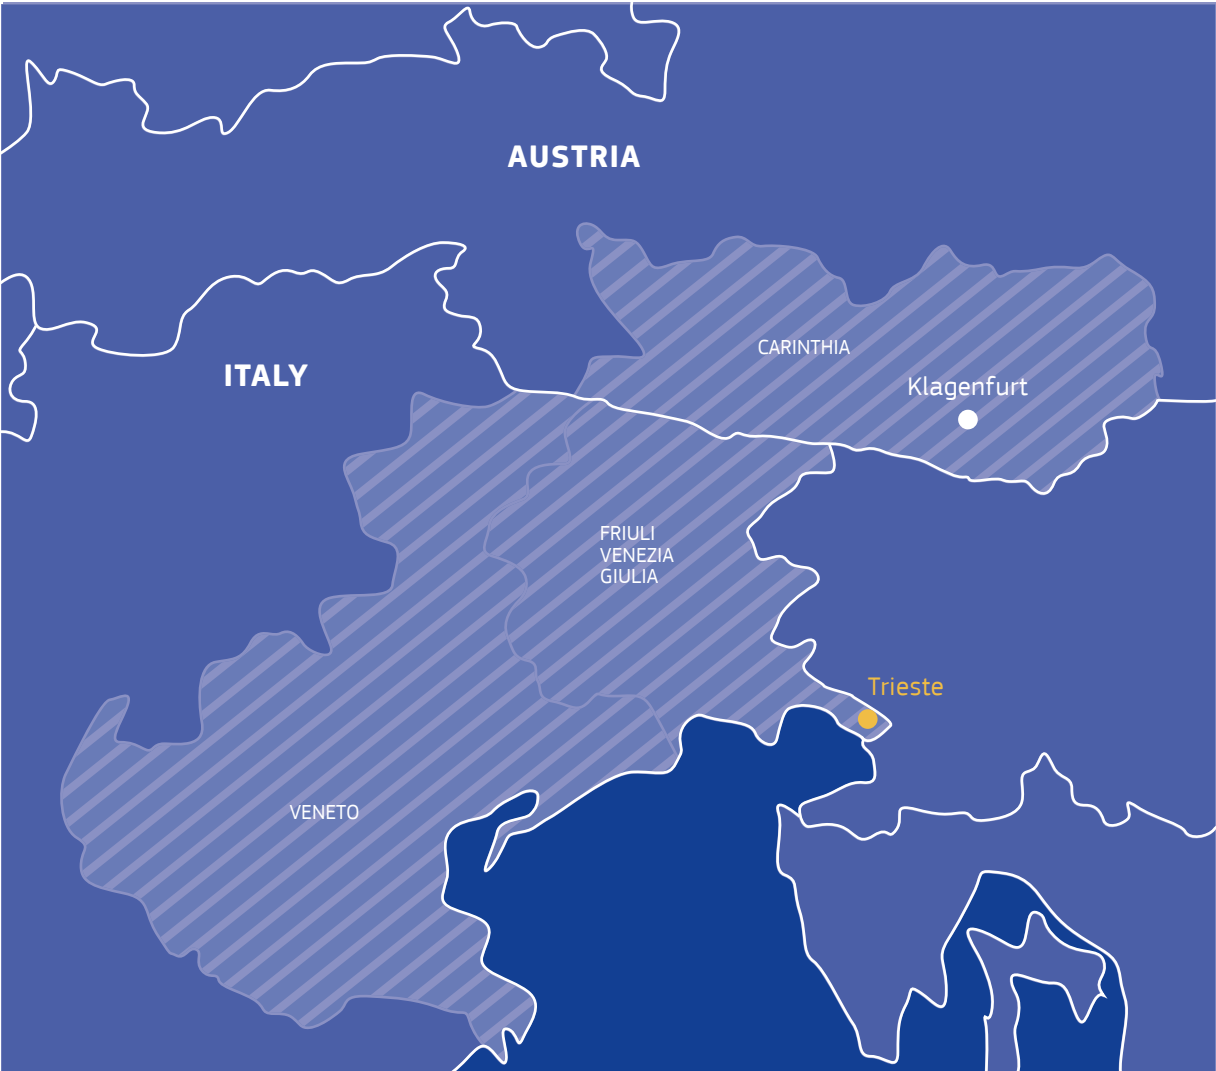 AUSTRIA
CARINTHIA
ITALY
Klagenfurt
FRIULI
VENEZIA
GIULIA
Trieste
VENETO